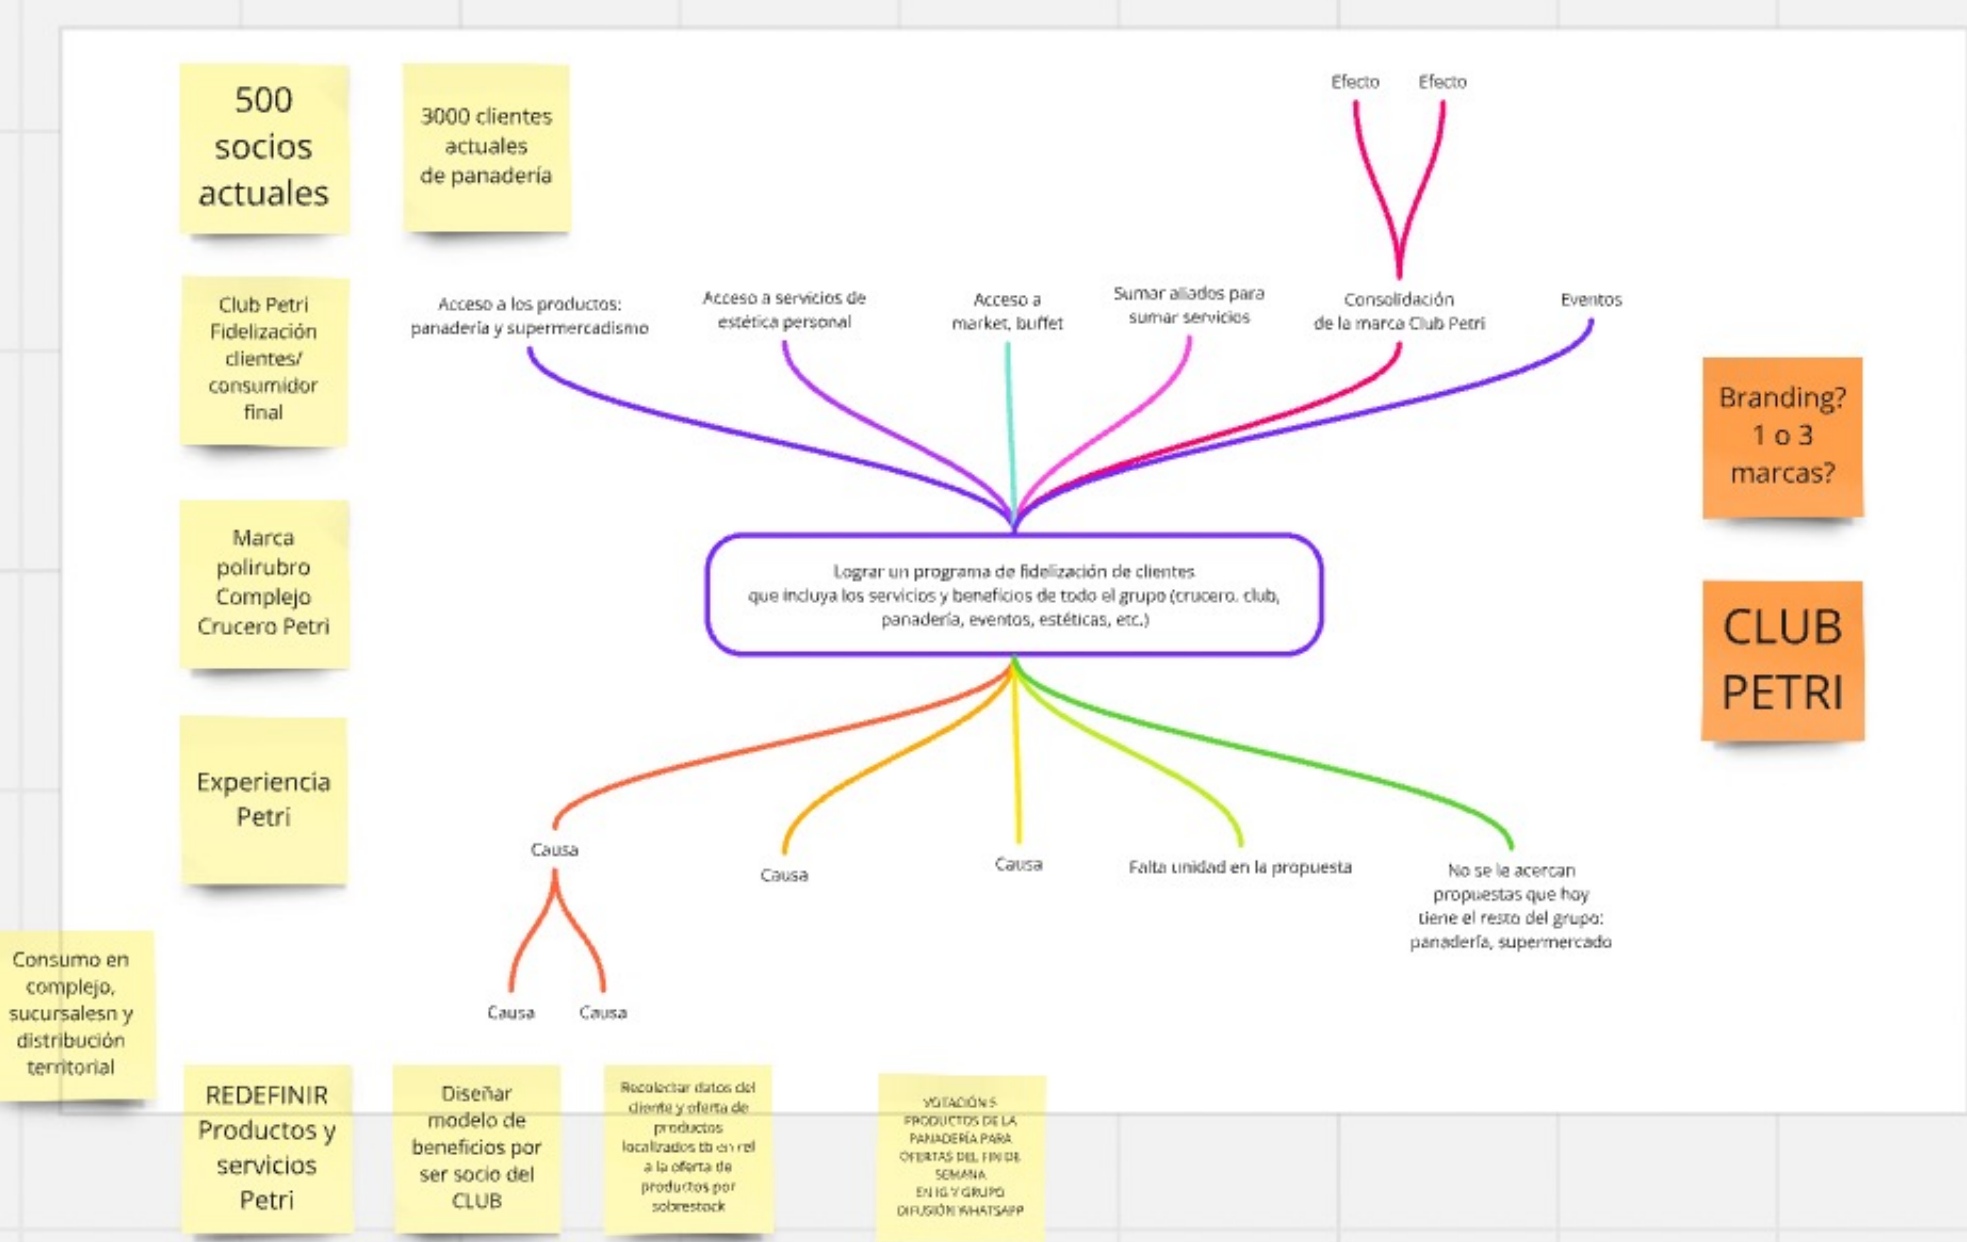 500
socios
actuales
3000 clientes
actuales
de panadería
Efecto
Efecto
Club Petri
Fidelización
clientes/
consumidor
final
Acceso a los productos:
panadería y supermercadismo
Acceso a servicios de
estética personal
Acceso a
market, buffet
Sumar aliados para
sumar servicios
Consolidación
de la marca Club Petri
Eventos
Branding?
1 o 3
marcas?
Marca
polirubro
Complejo
Crucero Petri
Lograr un programa de fidelización de clientes
que incluya los servicios y beneficios de todo el grupo (crucero, club,
panadería, eventos, estéticas, etc.)
CLUB
PETRI
Experiencia
Petri
Causa
Causa
Causa
Falta unidad en la propuesta
No se le acercan
propuestas que hoy
tiene el resto del grupo:
panadería, supermercado
Causa
Causa
Consumo en
complejo,
sucursalesn y
distribución
territorial
REDEFINIR
Productos y
servicios
Petri
Diseñar
modelo de
beneficios por
ser socio del
CLUB
Recolectar datos del
cliente y oferta de
productos
localizados tb en rel
a la oferta de
productos por
sobrestock
VOTACIÓN 5
PRODUCTOS DE LA
PANADERÍA PARA
OFERTAS DEL FIN DE
SEMANA
EN IG Y GRUPO
DIFUSIÓN WHATSAPP